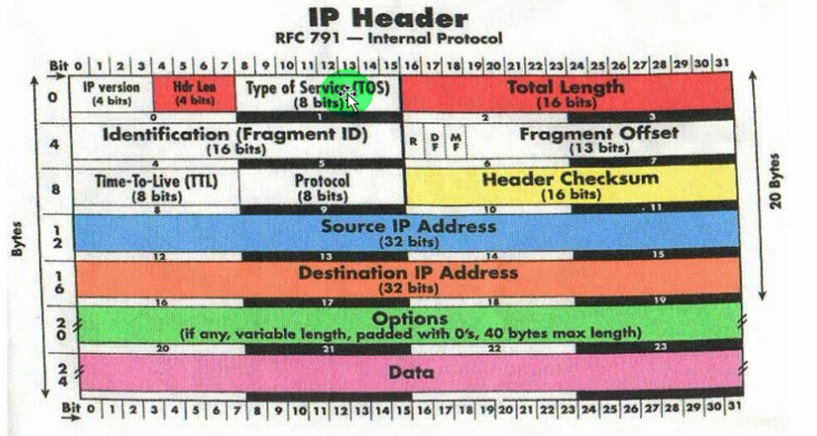 IP Header
RFC 791 — Internal Protocol
Bit 0 1 2 3 4 5 6 7 8 9 10 11 12 13 14 15 16 17 18 19 20 21 22 23 24 25 26 27 28 29 30 31
0
IP version
(4 bits)
Hdr Len
(4 bits)
Type of Service (TOS)
(8 bits)
Total Length
(16 bits)
0 1 2 3
4
Identification (Fragment ID)
(16 bits)
R
DF
MF
Fragment Offset
(13 bits)
4 5 6 7
8
Time-To-Live (TTL)
(8 bits)
Protocol
(8 bits)
Header Checksum
(16 bits)
8 9 10 11
12
Source IP Address
(32 bits)
12 13 14 15
16
Destination IP Address
(32 bits)
16 17 18 19
20
Options
(if any, variable length, padded with 0's, 40 bytes max length)
20 21 22 23
24
Data
Bit 0 1 2 3 4 5 6 7 8 9 10 11 12 13 14 15 16 17 18 19 20 21 22 23 24 25 26 27 28 29 30 31
Bytes
20 Bytes